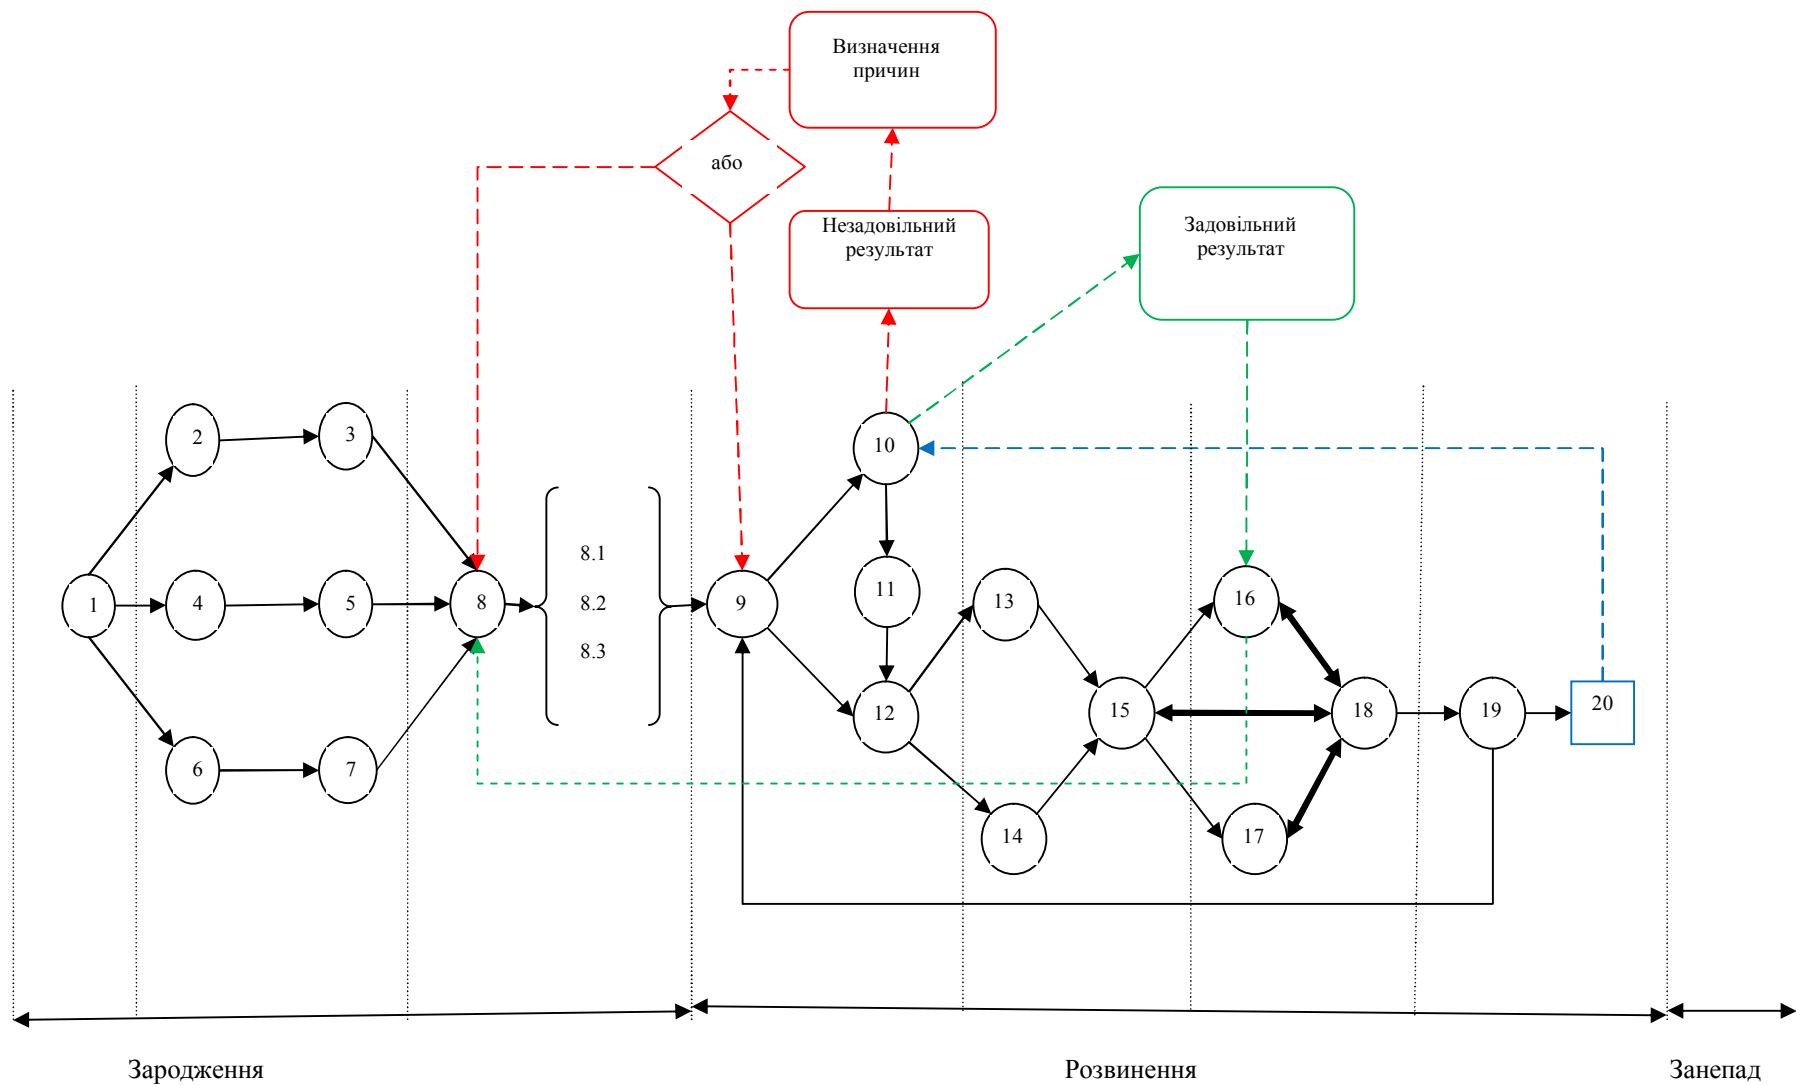 Визначення
причин
або
Незадовільний
результат
Задовільний
результат
2
3
10
8.1
1
4
5
8
8.2
9
11
13
16
8.3
6
7
12
15
18
19
20
14
17
Зародження
Розвинення
Занепад